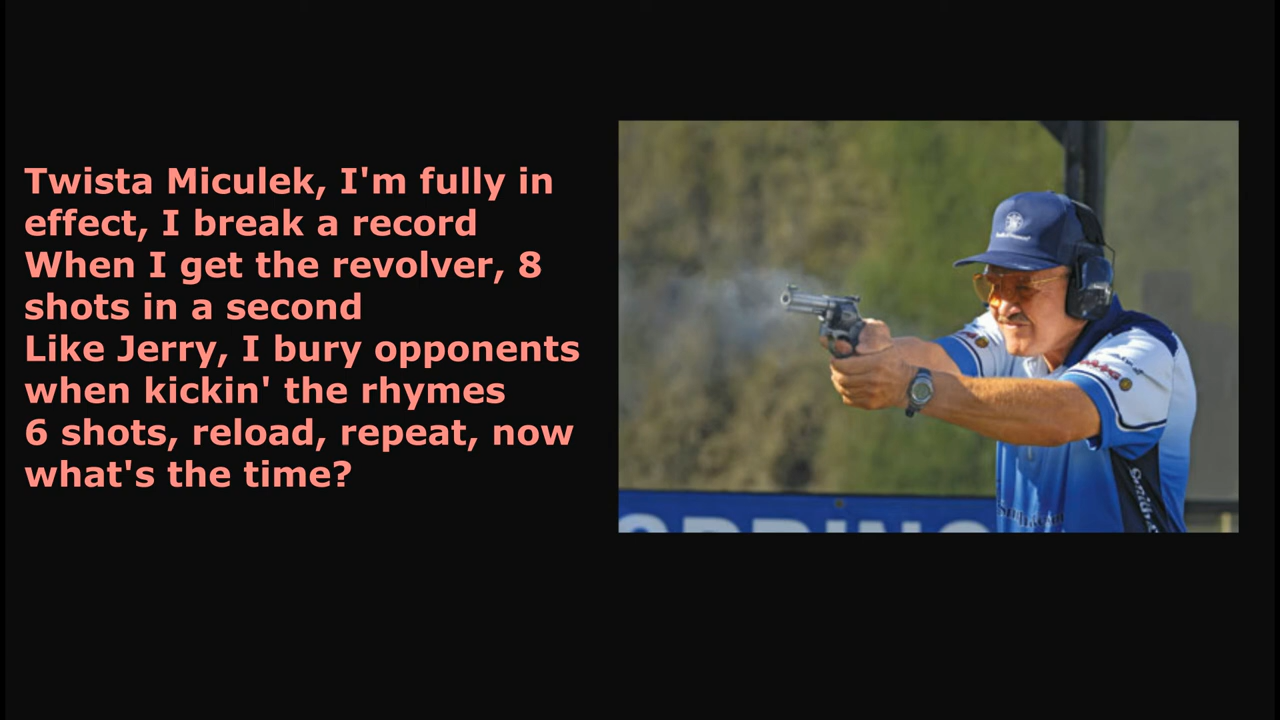 Twista Miculek, I'm fully in
effect, I break a record
When I get the revolver, 8
shots in a second
Like Jerry, I bury opponents
when kickin' the rhymes
6 shots, reload, repeat, now
what's the time?